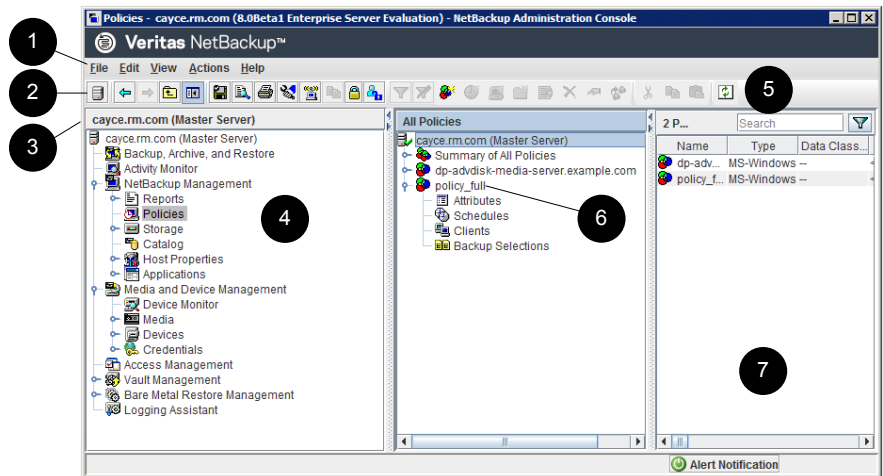 Policies - cayce.rm.com (8.0Beta1 Enterprise Server Evaluation) - NetBackup Administration Console
Veritas NetBackup™
File Edit View Actions Help
1
2
3
4
5
6
7
cayce.rm.com (Master Server)
cayce.rm.com (Master Server)
Backup, Archive, and Restore
Activity Monitor
NetBackup Management
Reports
Policies
Storage
Catalog
Host Properties
Applications
Media and Device Management
Device Monitor
Media
Devices
Credentials
Access Management
Vault Management
Bare Metal Restore Management
Logging Assistant
All Policies
cayce.rm.com (Master Server)
Summary of All Policies
dp-advdisk-media-server.example.com
policy_full
Attributes
Schedules
Clients
Backup Selections
2 P... Search
Name Type Data Class...
dp-adv... MS-Windows --
policy_f... MS-Windows --
Alert Notification